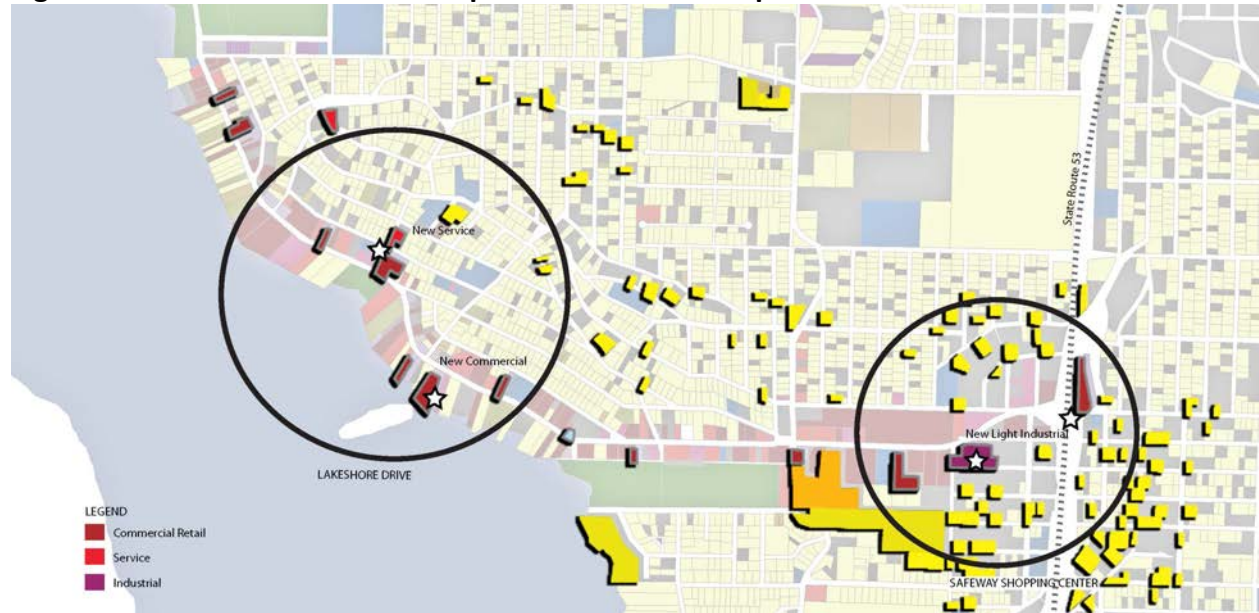 State Route 53
New Service
New Commercial
New Light Industrial
LAKESHORE DRIVE
SAFEWAY SHOPPING CENTER
LEGEND
Commercial Retail
Service
Industrial